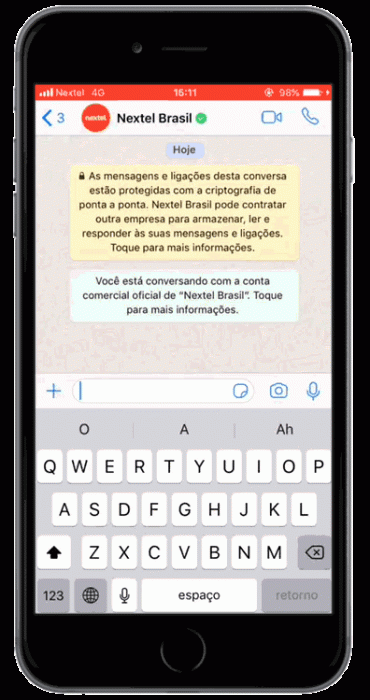 Nextel 4G 15:11 98%
3 nextel Nextel Brasil
Hoje
As mensagens e ligações desta conversa
estão protegidas com a criptografia de
ponta a ponta. Nextel Brasil pode contratar
outra empresa para armazenar, ler e
responder às suas mensagens e ligações.
Toque para mais informações.
Você está conversando com a conta
comercial oficial de “Nextel Brasil”. Toque
para mais informações.
O A Ah
Q W E R T Y U I O P
A S D F G H J K L
Z X C V B N M
123 espaço retorno